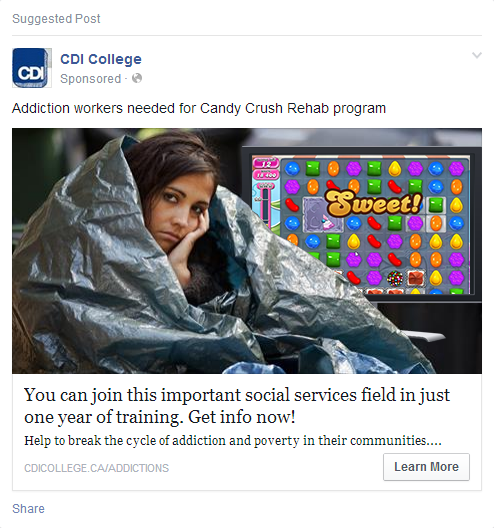 Suggested Post
CDI
CDI College
Sponsored ·
Addiction workers needed for Candy Crush Rehab program
Sweet!
You can join this important social services field in just
one year of training. Get info now!
Help to break the cycle of addiction and poverty in their communities....
CDICOLLEGE.CA/ADDICTIONS
Learn More
Share